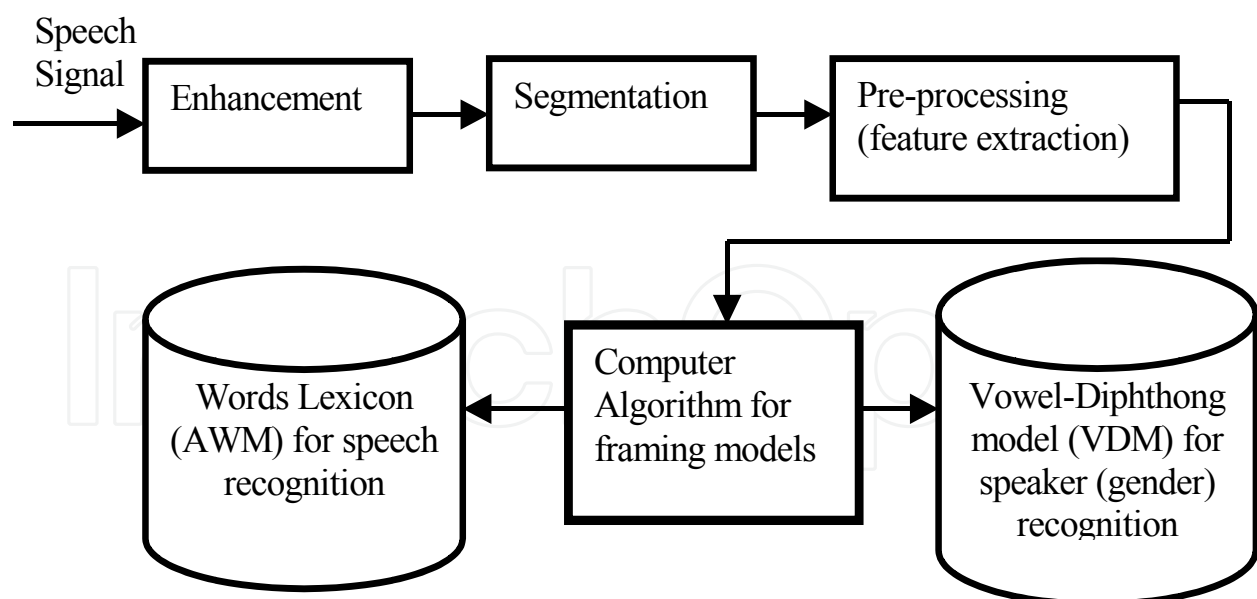 Speech
Signal
Enhancement
Segmentation
Pre-processing
(feature extraction)
Words Lexicon
(AWM) for speech
recognition
Computer
Algorithm for
framing models
Vowel-Diphthong
model (VDM) for
speaker (gender)
recognition